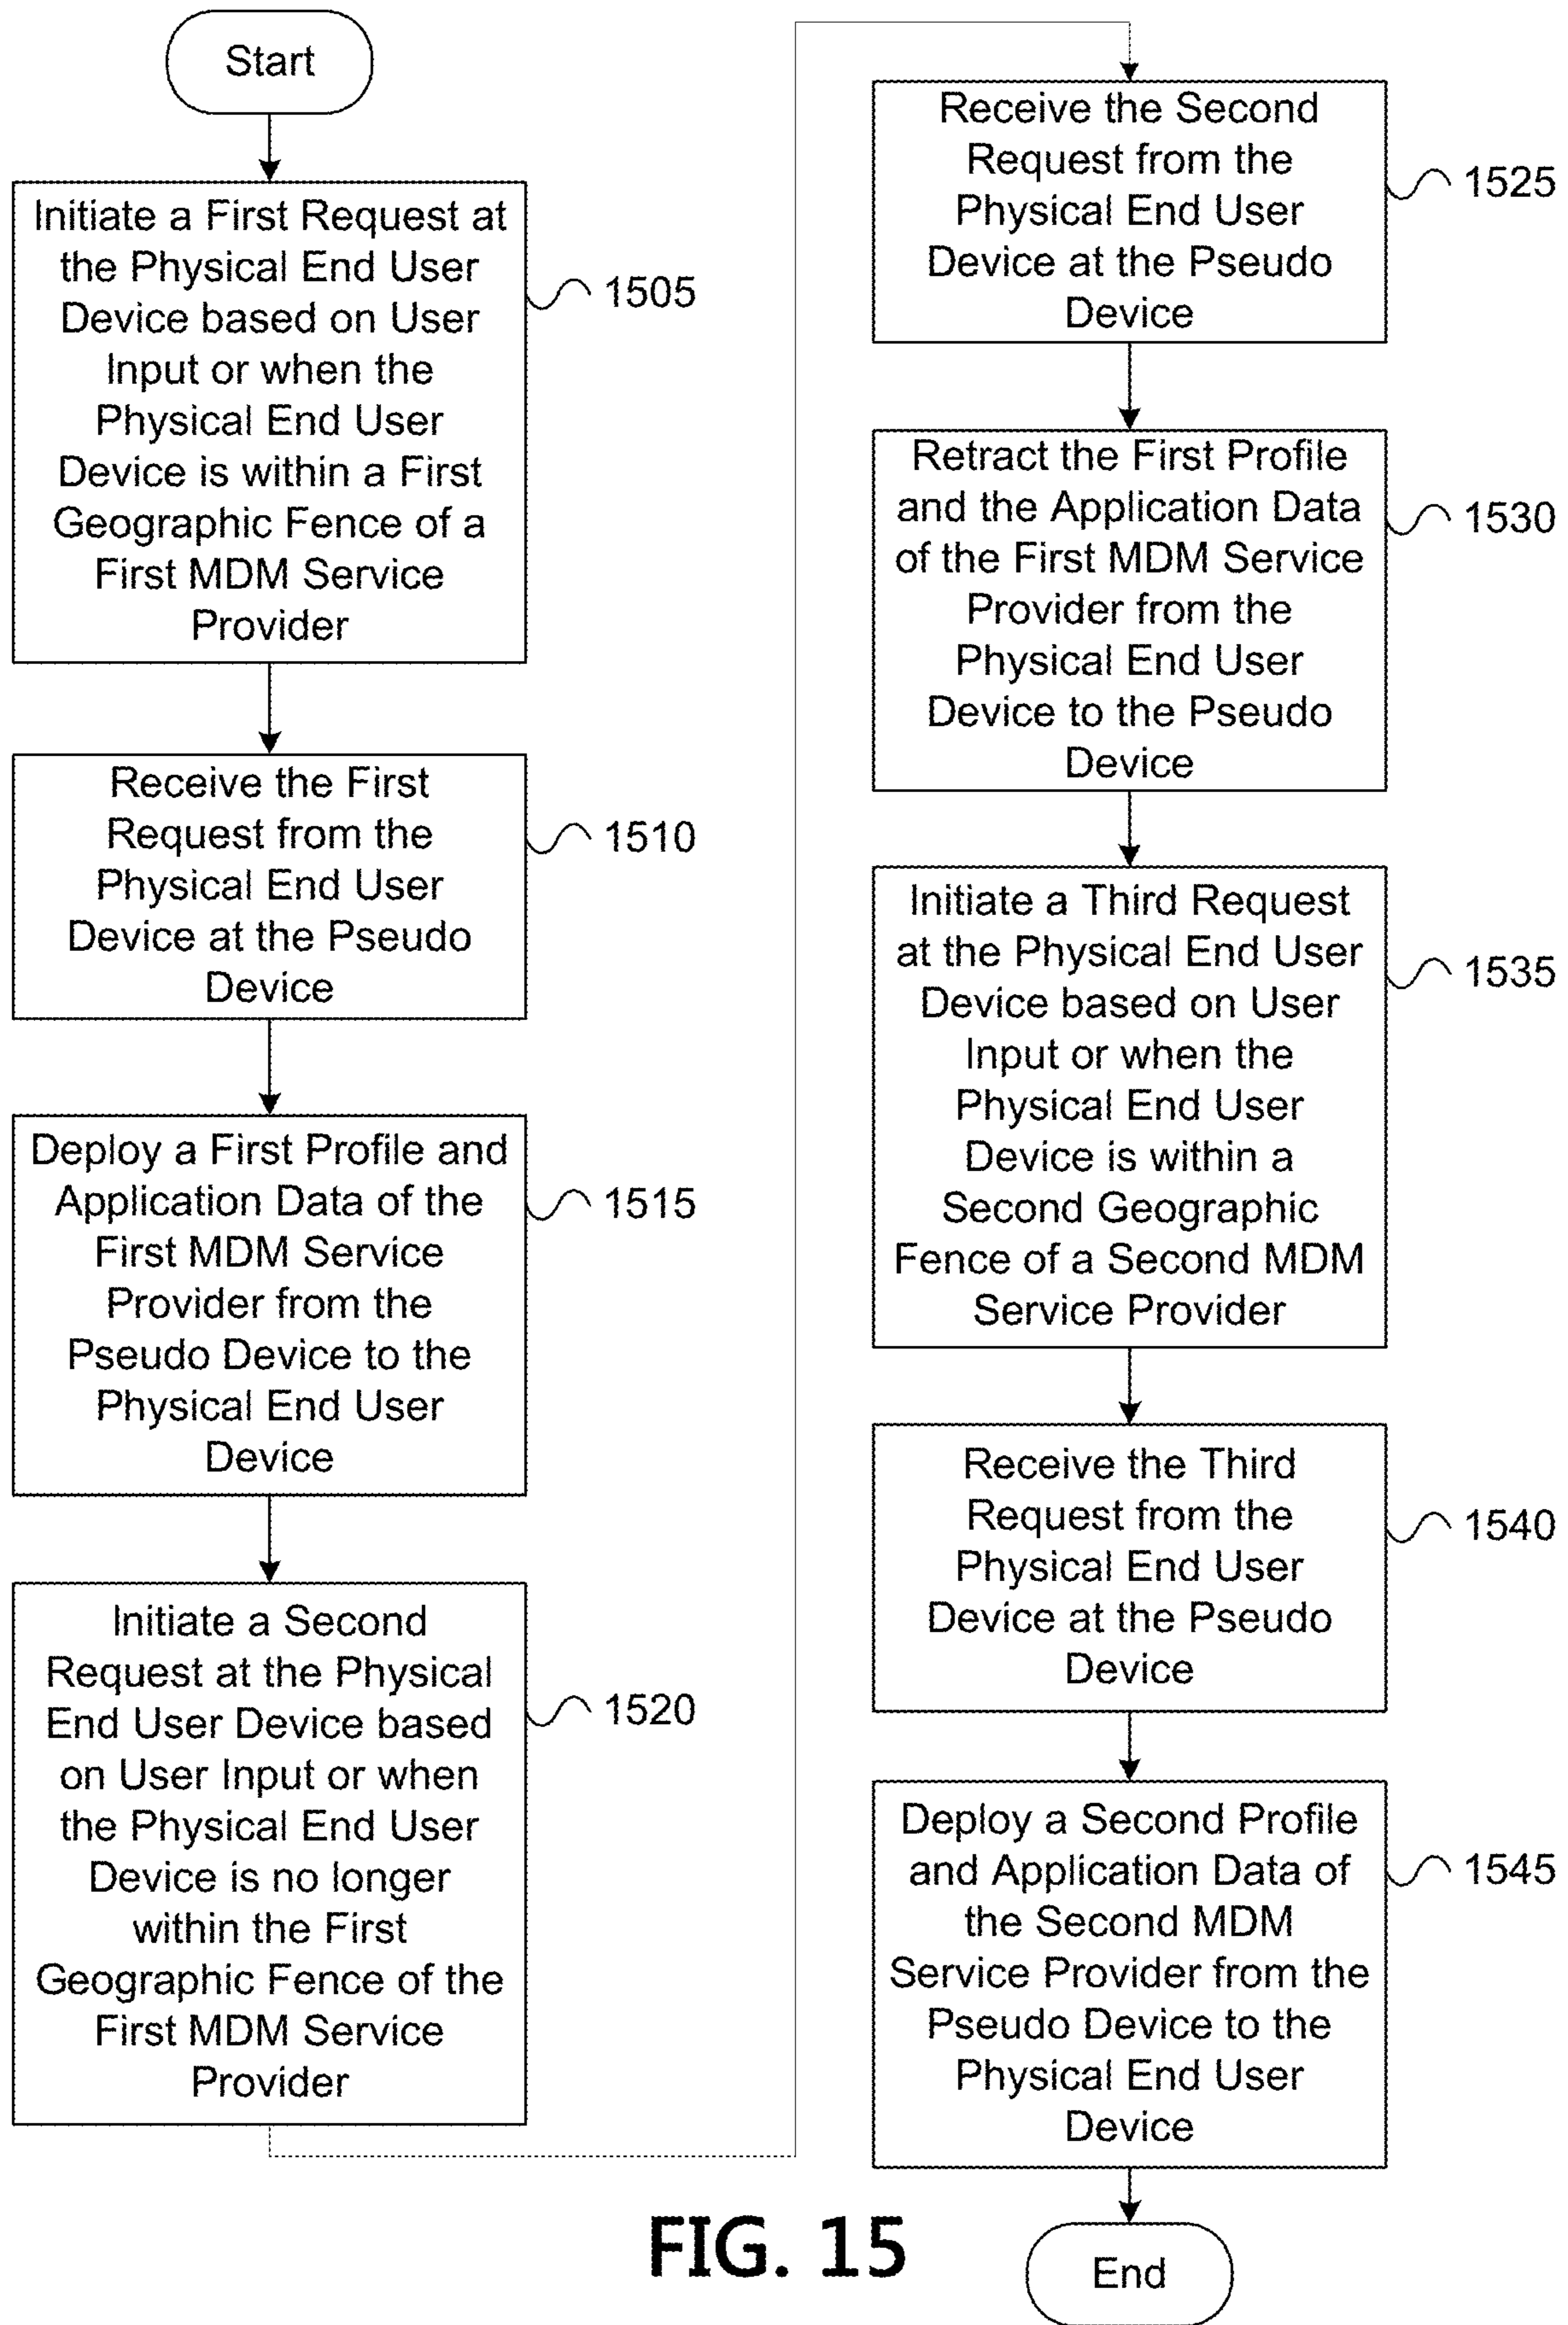 Start
Initiate a First Request at
the Physical End User
Device based on User
Input or when the
Physical End User
Device is within a First
Geographic Fence of a
First MDM Service
Provider
1505
Receive the First
Request from the
Physical End User
Device at the Pseudo
Device
1510
Deploy a First Profile and
Application Data of the
First MDM Service
Provider from the
Pseudo Device to the
Physical End User
Device
1515
Initiate a Second
Request at the Physical
End User Device based
on User Input or when
the Physical End User
Device is no longer
within the First
Geographic Fence of the
First MDM Service
Provider
1520
Receive the Second
Request from the
Physical End User
Device at the Pseudo
Device
1525
Retract the First Profile
and the Application Data
of the First MDM Service
Provider from the
Physical End User
Device to the Pseudo
Device
1530
Initiate a Third Request
at the Physical End User
Device based on User
Input or when the
Physical End User
Device is within a
Second Geographic
Fence of a Second MDM
Service Provider
1535
Receive the Third
Request from the
Physical End User
Device at the Pseudo
Device
1540
Deploy a Second Profile
and Application Data of
the Second MDM
Service Provider from the
Pseudo Device to the
Physical End User
Device
1545
End
FIG. 15